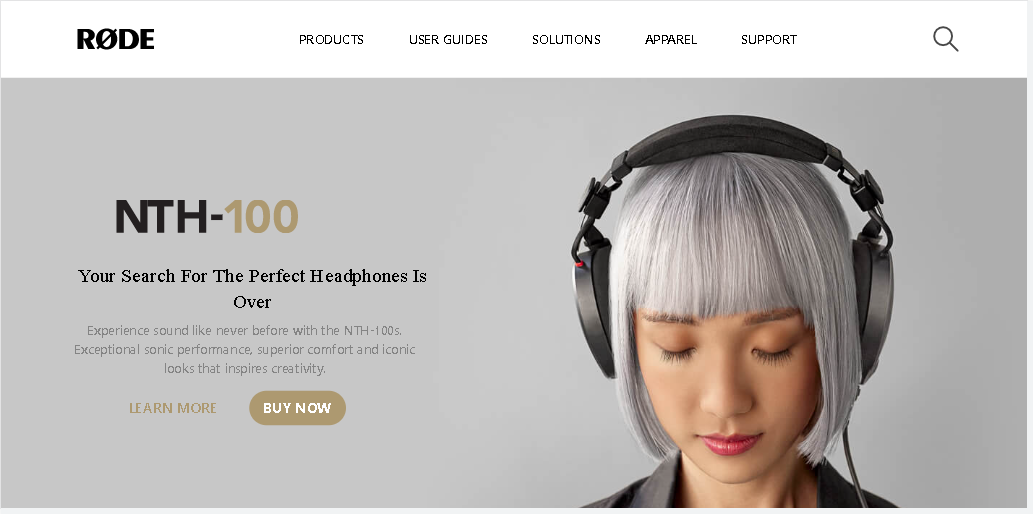 RØDE
PRODUCTS
USER GUIDES
SOLUTIONS
APPAREL
SUPPORT
NTH-100
Your Search For The Perfect Headphones Is
Over
Experience sound like never before with the NTH-100s.
Exceptional sonic performance, superior comfort and iconic
looks that inspires creativity.
LEARN MORE
BUY NOW